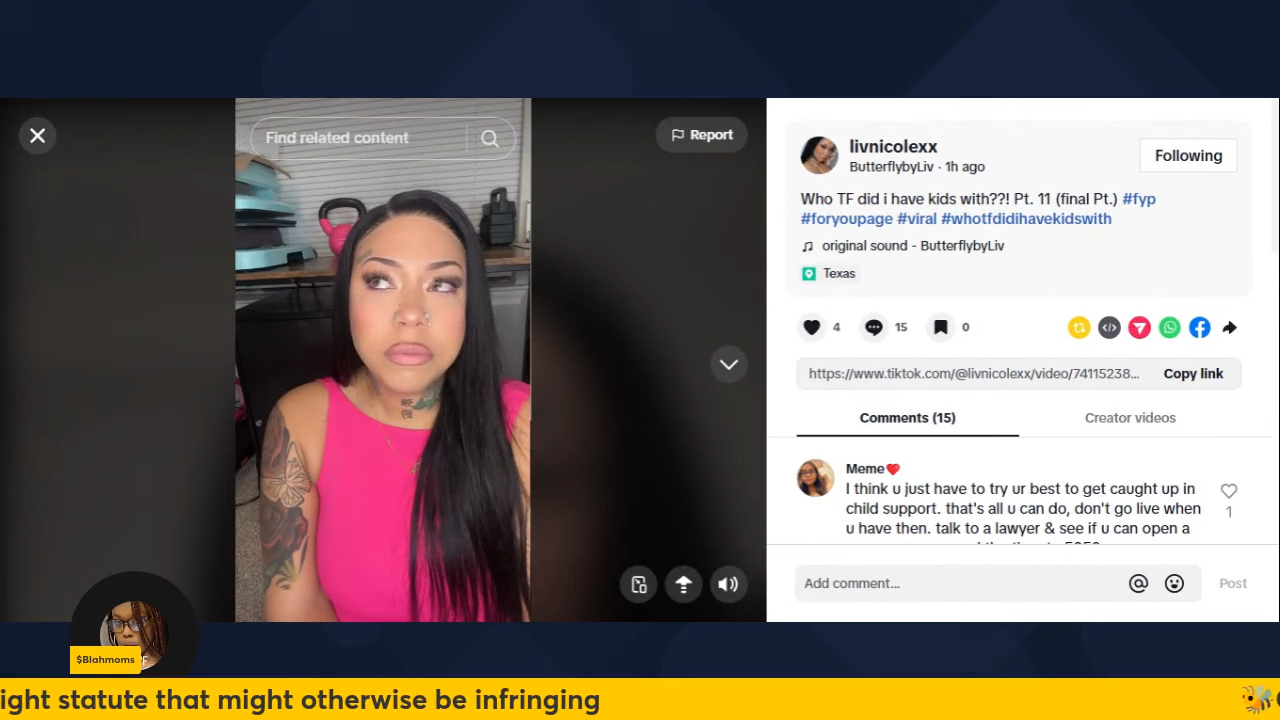 Find related content
Report
livnicolexx
ButterflybyLiv · 1h ago
Following
Who TF did i have kids with??! Pt. 11 (final Pt.) #fyp
#foryoupage #viral #whotfdidihavekidswith
original sound - ButterflybyLiv
Texas
4
15
0
https://www.tiktok.com/@livnicolexx/video/74115238...
Copy link
Comments (15)
Creator videos
Meme❤️
I think u just have to try ur best to get caught up in
child support. that's all u can do, don't go live when
u have then. talk to a lawyer & see if u can open a
1
Add comment...
Post
$Blahmoms
ight statute that might otherwise be infringing